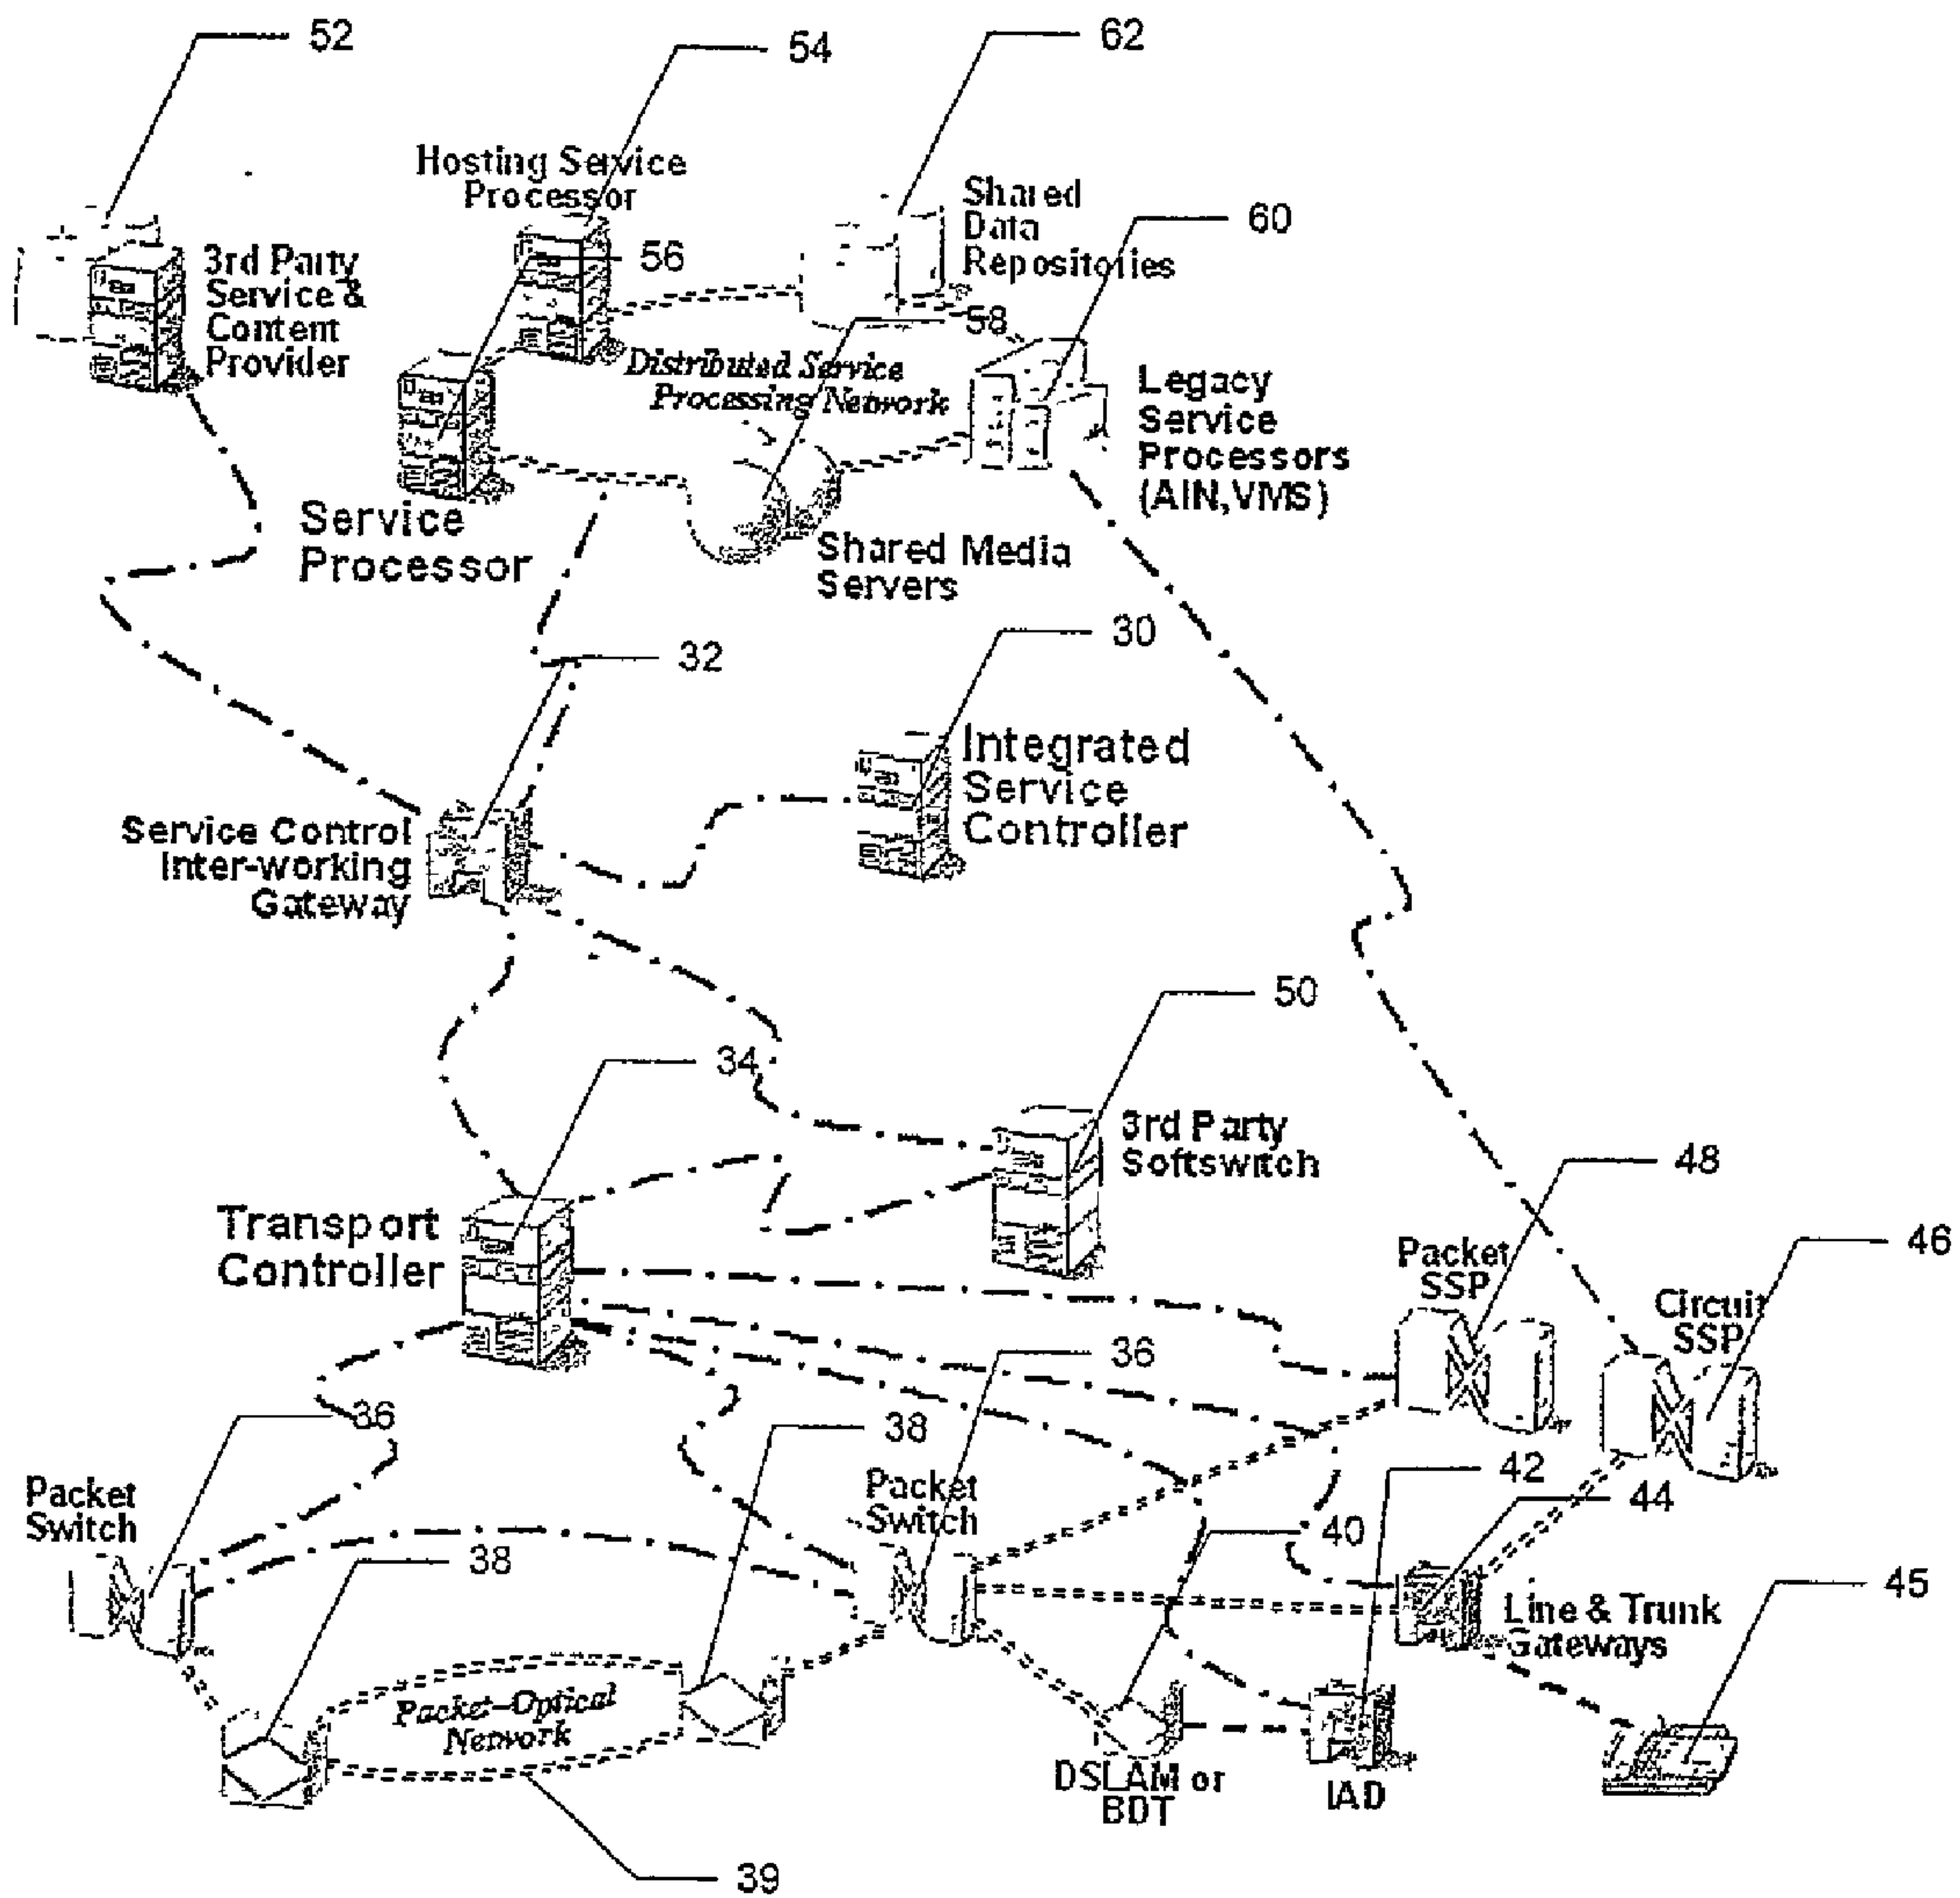 52
54
62
Hosting Service
Processor
Shared
Data
Repositories
60
3rd Party
Service &
Content
Provider
56
58
Distributed Service
Processing Network
Legacy
Service
Processors
(AIN,VMS)
Service
Processor
Shared Media
Servers
30
32
Integrated
Service
Controller
Service Control
Inter-working
Gateway
50
34
3rd Party
Softswitch
48
Transport
Controller
Packet
SSP
46
Circuit
SSP
36
36
38
42
Packet
Switch
Packet
Switch
44
40
38
45
Line & Trunk
Gateways
Packet-Optical
Network
DSLAM or
BDT
IAD
39